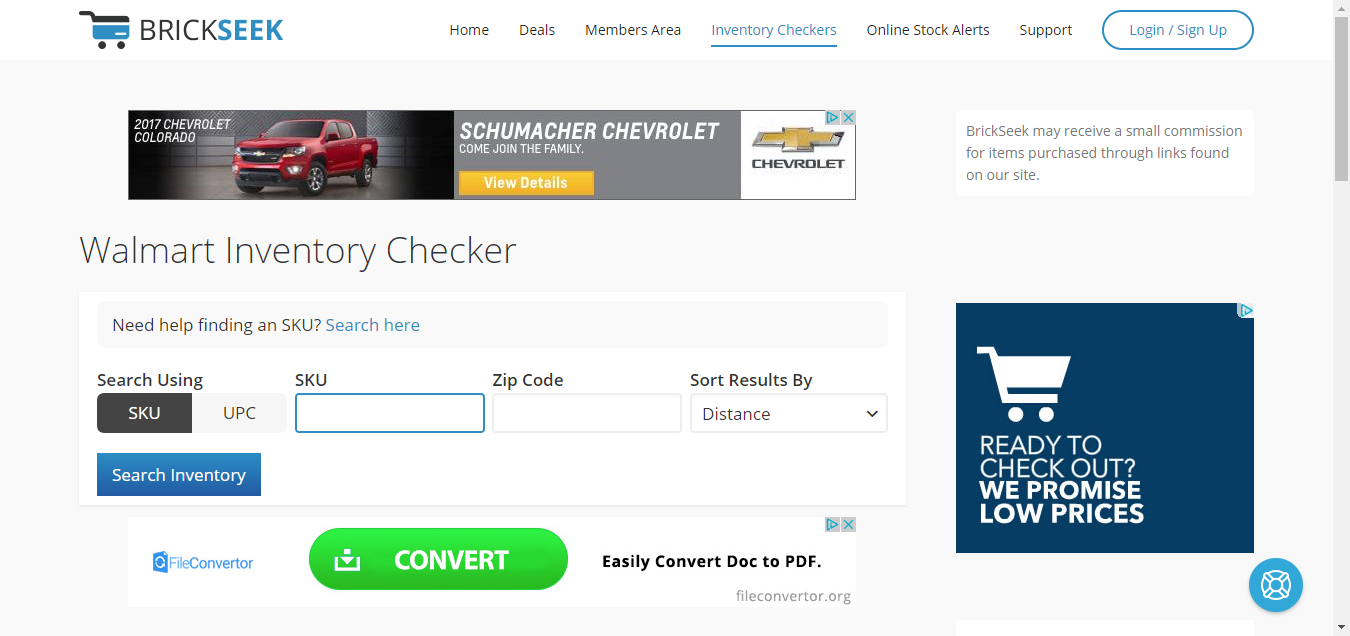 BRICKSEEK
Home
Deals
Members Area
Inventory Checkers
Online Stock Alerts
Support
Login / Sign Up
2017 CHEVROLET
COLORADO
SCHUMACHER CHEVROLET
COME JOIN THE FAMILY.
View Details
CHEVROLET
BrickSeek may receive a small commission
for items purchased through links found
on our site.
Walmart Inventory Checker
Need help finding an SKU? Search here
Search Using
SKU
Zip Code
Sort Results By
SKU
UPC
Distance
Search Inventory
READY TO
CHECK OUT?
WE PROMISE
LOW PRICES
FileConvertor
CONVERT
Easily Convert Doc to PDF.
fileconvertor.org